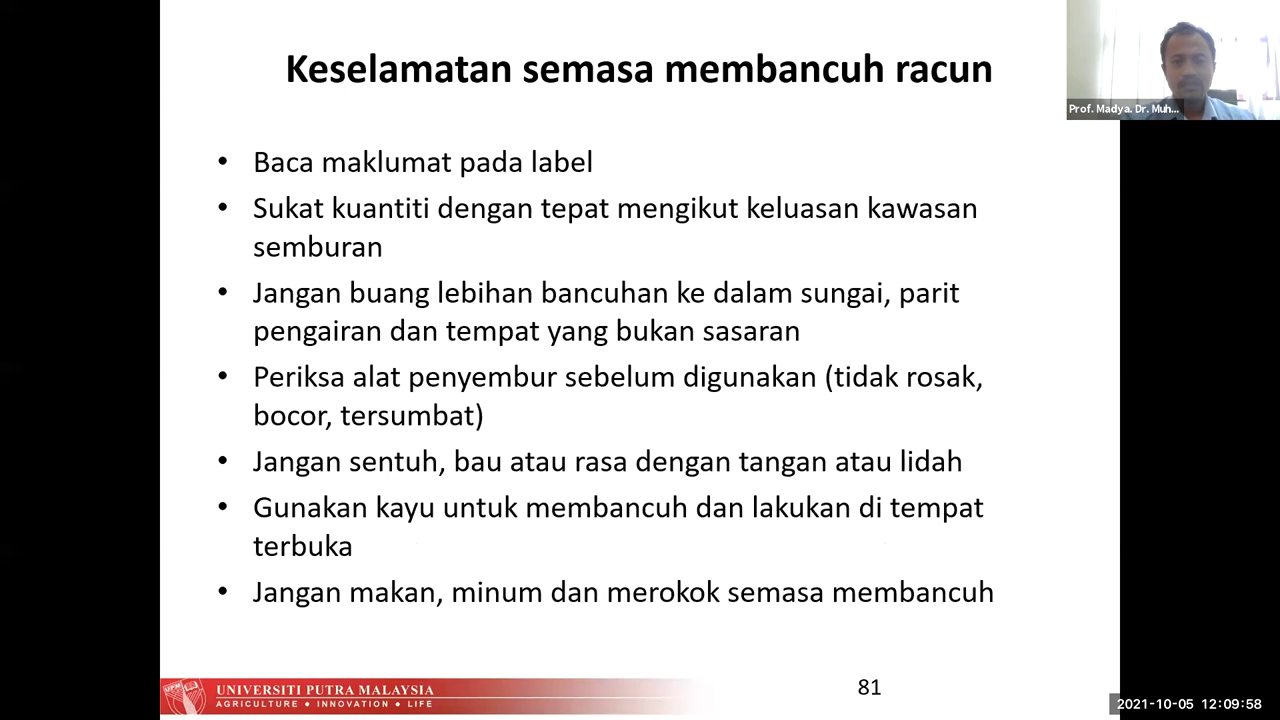 Keselamatan semasa membancuh racun
Prof. Madya. Dr. Muh...
• Baca maklumat pada label
• Sukat kuantiti dengan tepat mengikut keluasan kawasan
semburan
• Jangan buang lebihan bancuhan ke dalam sungai, parit
pengairan dan tempat yang bukan sasaran
• Periksa alat penyembur sebelum digunakan (tidak rosak,
bocor, tersumbat)
• Jangan sentuh, bau atau rasa dengan tangan atau lidah
• Gunakan kayu untuk membancuh dan lakukan di tempat
terbuka
• Jangan makan, minum dan merokok semasa membancuh
UPM
UNIVERSITI PUTRA MALAYSIA
AGRICULTURE • INNOVATION • LIFE
81
2021-10-05 12:09:58